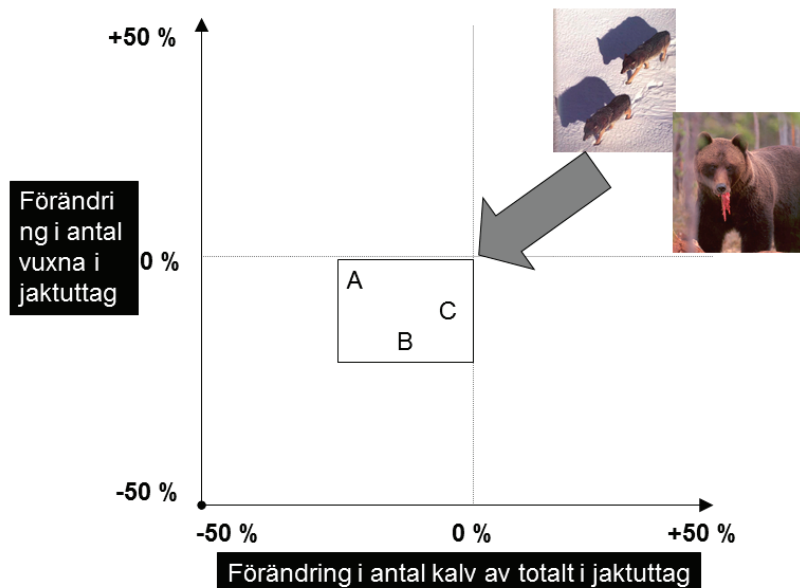 +50 %
Förändri
ng i antal
vuxna i
jaktuttag
0 %
A
C
B
-50 %
-50 %
0 %
+50 %
Förändring i antal kalv av totalt i jaktuttag